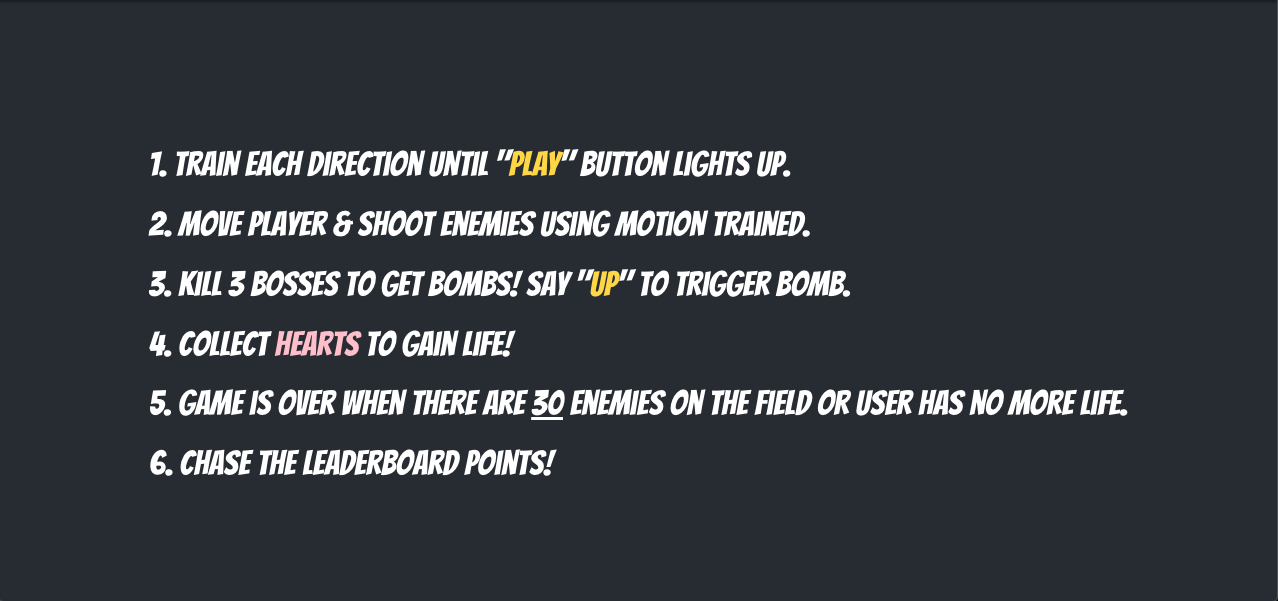 1. TRAIN EACH DIRECTION UNTIL "PLAY" BUTTON LIGHTS UP.
2. MOVE PLAYER & SHOOT ENEMIES USING MOTION TRAINED.
3. KILL 3 BOSSES TO GET BOMBS! SAY "UP" TO TRIGGER BOMB.
4. COLLECT HEARTS TO GAIN LIFE!
5. GAME IS OVER WHEN THERE ARE 30 ENEMIES ON THE FIELD OR USER HAS NO MORE LIFE.
6. CHASE THE LEADERBOARD POINTS!